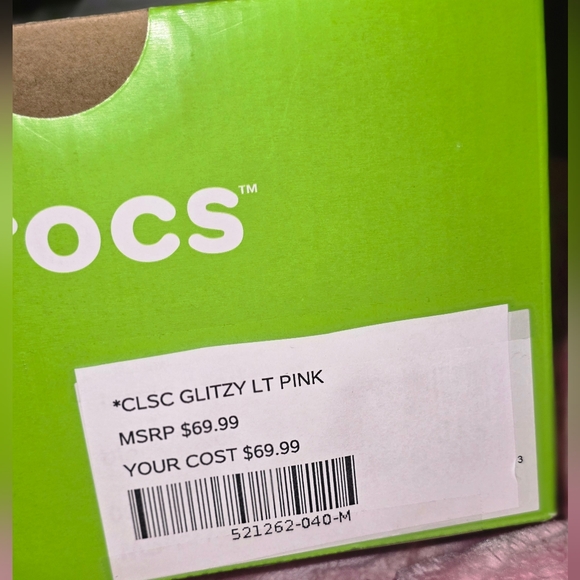 ocs™
*CLSC GLITZY LT PINK
MSRP $69.99
YOUR COST $69.99
521262-040-M
3